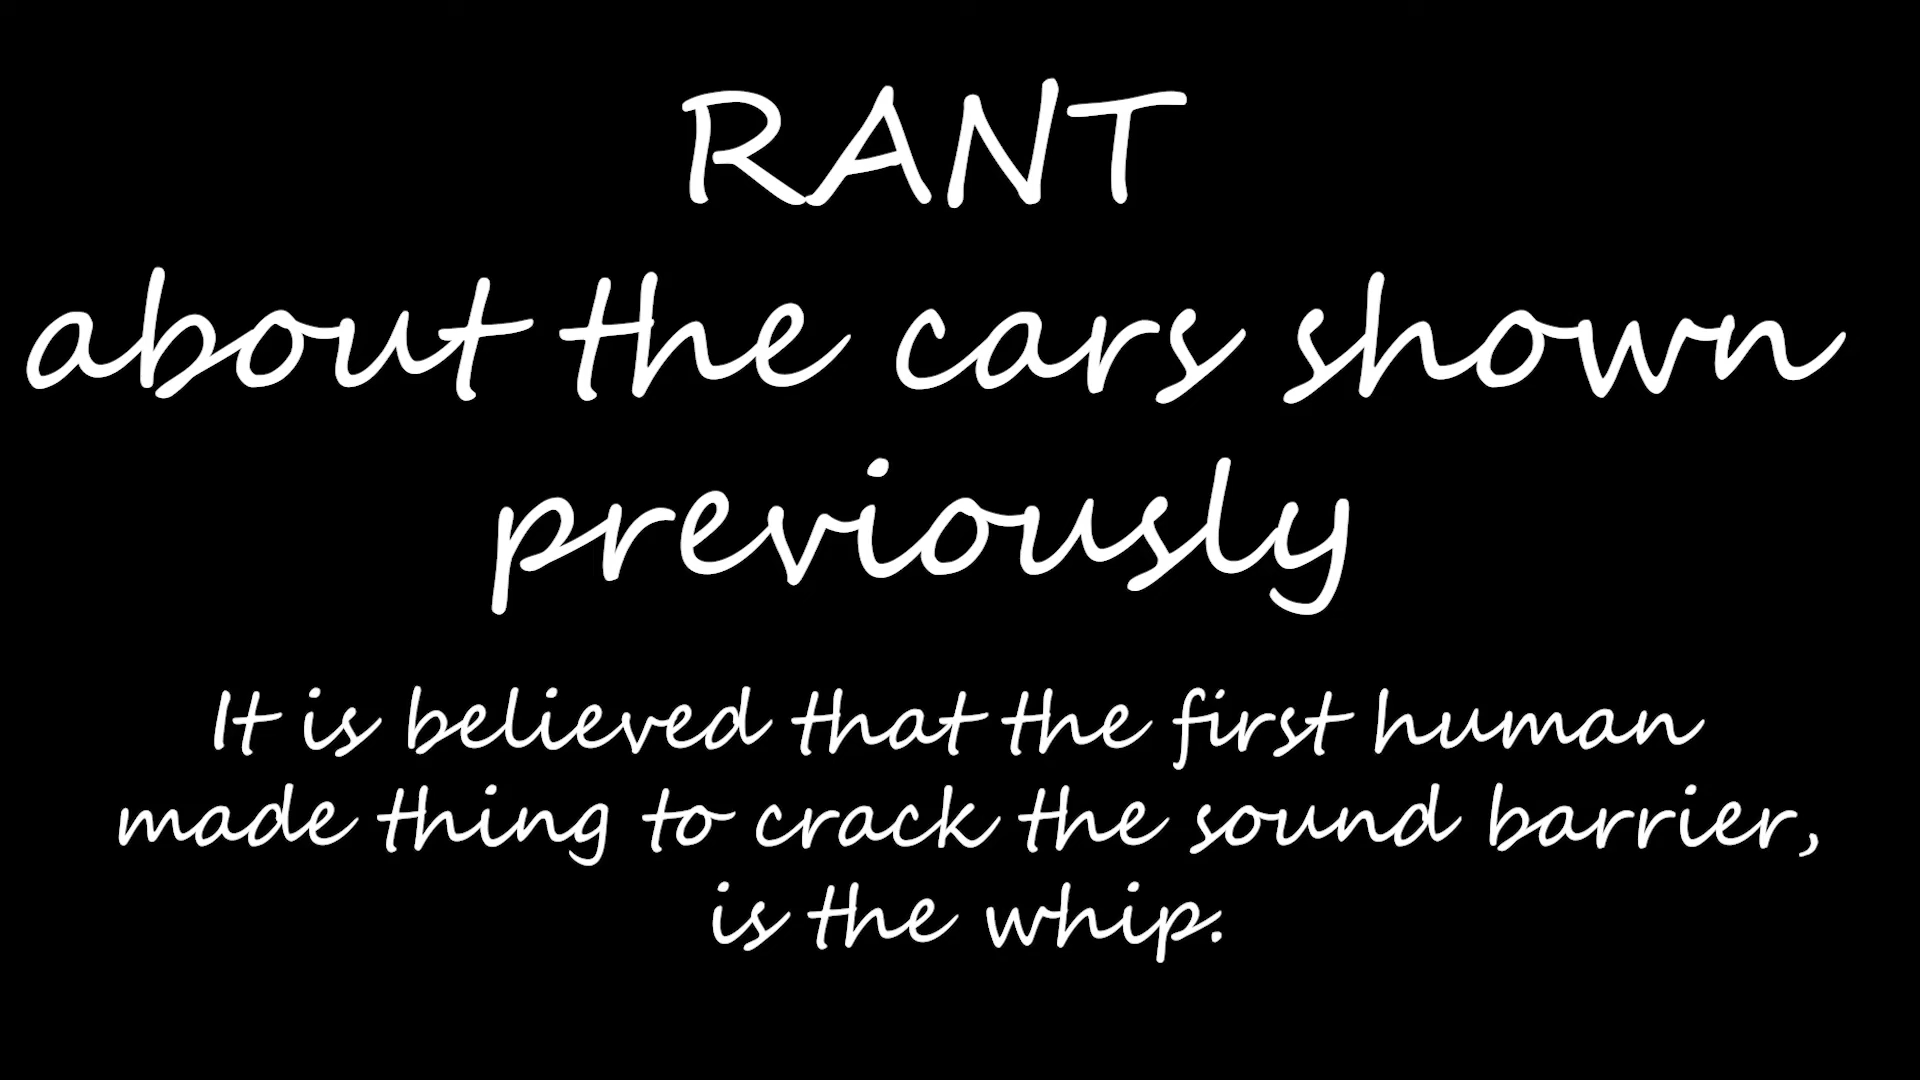 RANT
about the cars shown
previously
It is believed that the first human
made thing to crack the sound barrier,
is the whip.